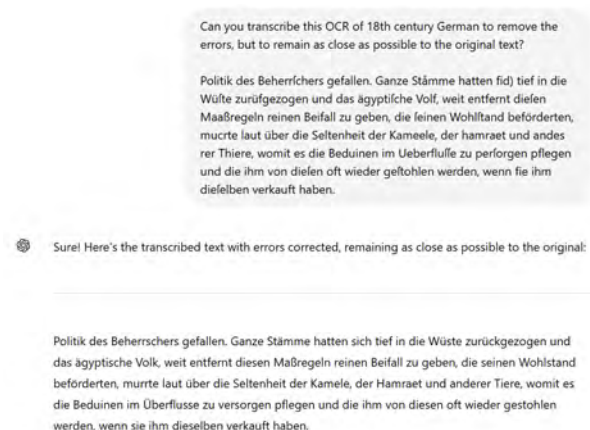 Can you transcribe this OCR of 18th century German to remove the
errors, but to remain as close as possible to the original text?
Politik des Beherrſchers gefallen. Ganze Ståmme hatten fid) tief in die
Wüſte zurüfgezogen und das ägyptiſche Volf, weit entfernt dieſen
Maaßregeln reinen Beifall zu geben, die ſeinen Wohlſtand beförderten,
mucrte laut über die Seltenheit der Kameele, der hamraet und andes
rer Thiere, womit es die Beduinen im Ueberfluſſe zu perſorgen pflegen
und die ihm von dieſen oft wieder geſtohlen werden, wenn fie ihm
dieſelben verkauft haben.
Sure! Here's the transcribed text with errors corrected, remaining as close as possible to the original:
Politik des Beherrschers gefallen. Ganze Stämme hatten sich tief in die Wüste zurückgezogen und
das ägyptische Volk, weit entfernt diesen Maßregeln reinen Beifall zu geben, die seinen Wohlstand
beförderten, murrte laut über die Seltenheit der Kamele, der Hamraet und anderer Tiere, womit es
die Beduinen im Überflusse zu versorgen pflegen und die ihm von diesen oft wieder gestohlen
werden, wenn sie ihm dieselben verkauft haben.